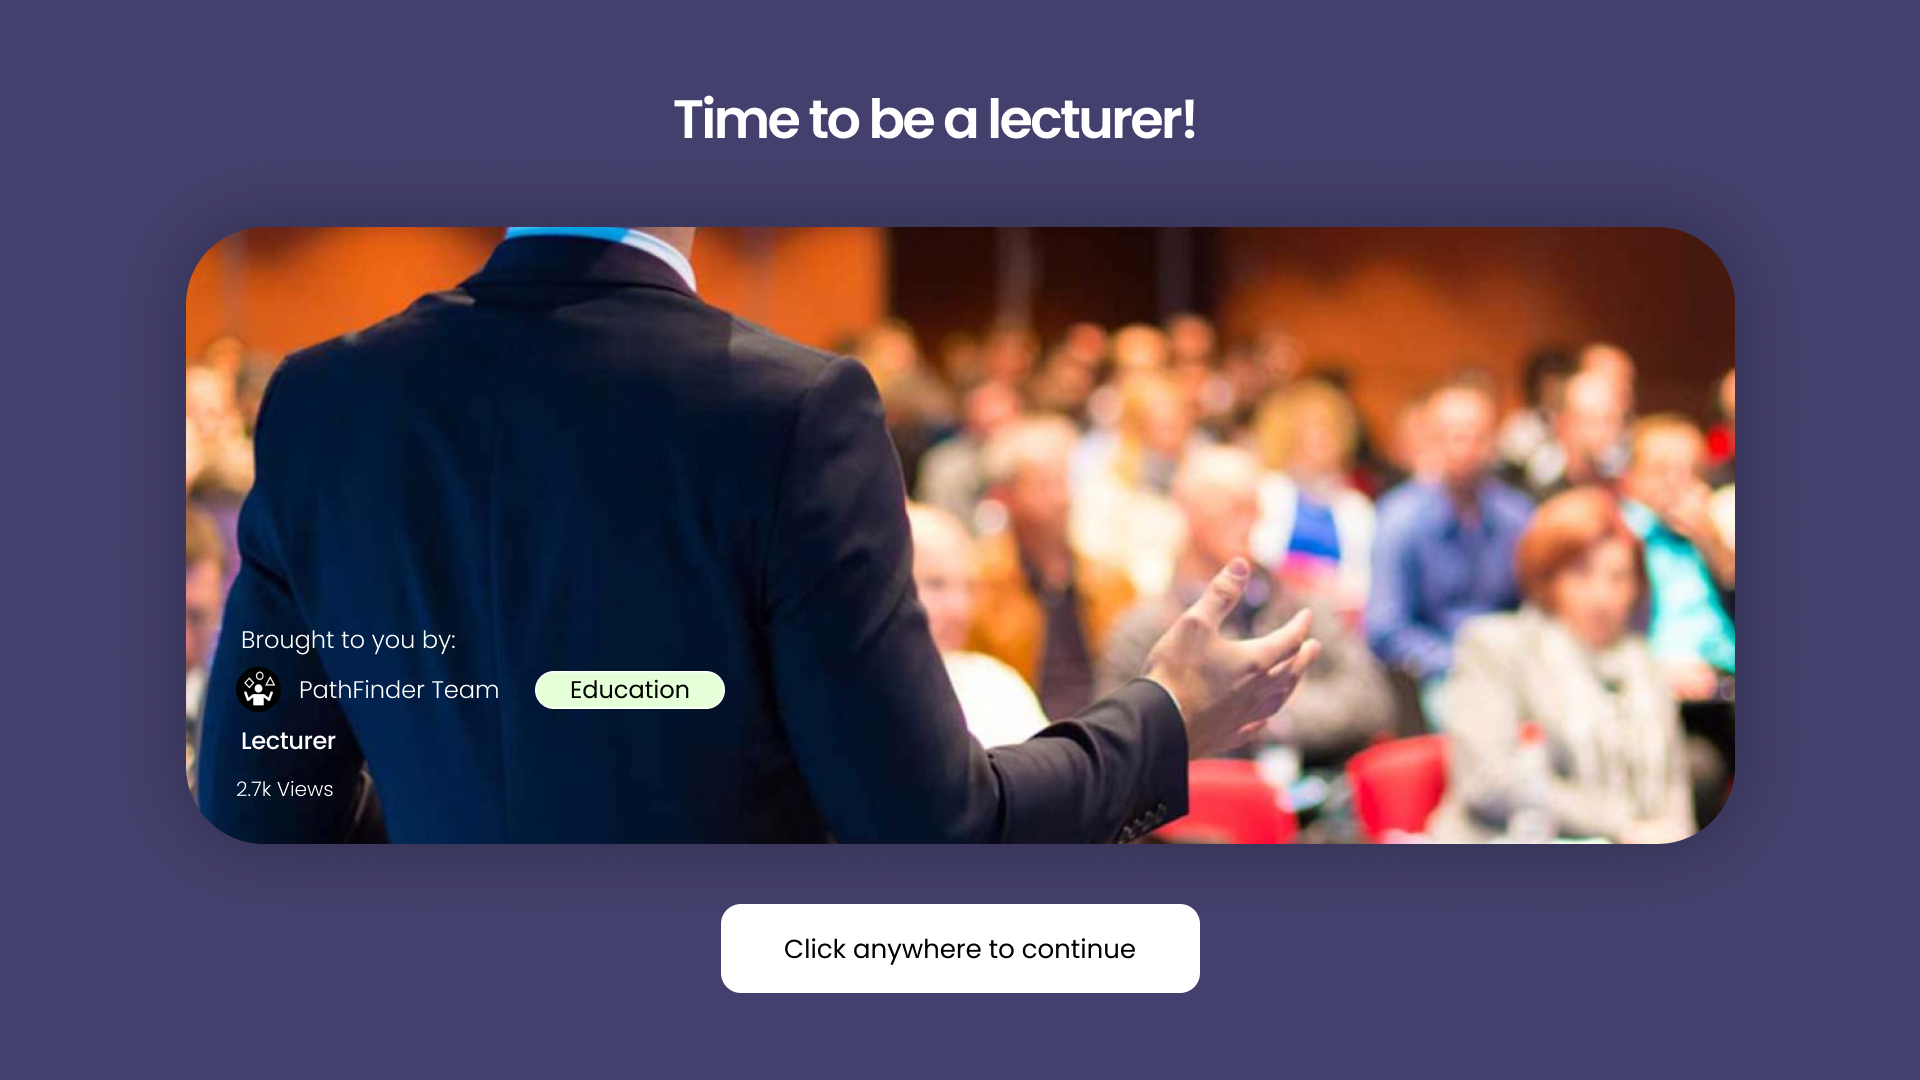 Time to be a lecturer!
Brought to you by:
PathFinder Team
Education
Lecturer
2.7k Views
Click anywhere to continue